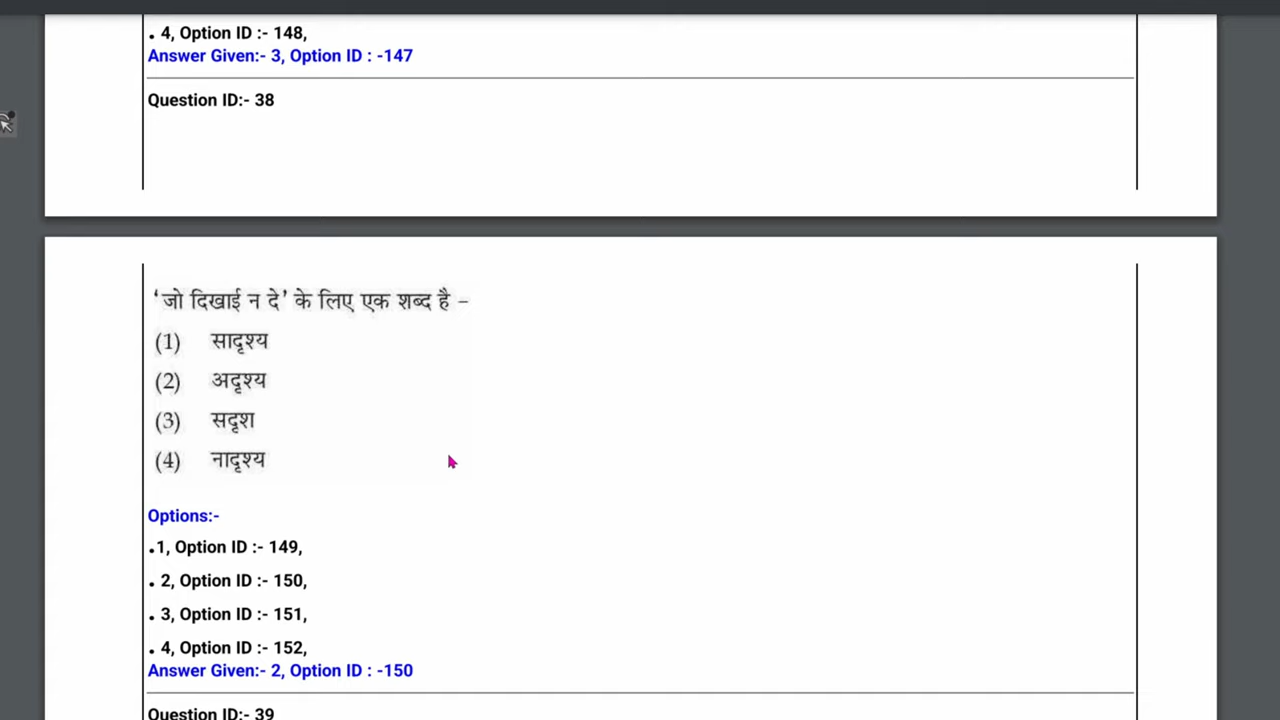 . 4, Option ID :- 148,
Answer Given:- 3, Option ID : -147
Question ID:- 38
'जो दिखाई न दे' के लिए एक शब्द है –
(1) सादृश्य
(2) अदृश्य
(3) सदृश
(4) नादृश्य
Options:-
.1, Option ID :- 149,
. 2, Option ID :- 150,
. 3, Option ID :- 151,
. 4, Option ID :- 152,
Answer Given:- 2, Option ID : -150
Question ID:- 39